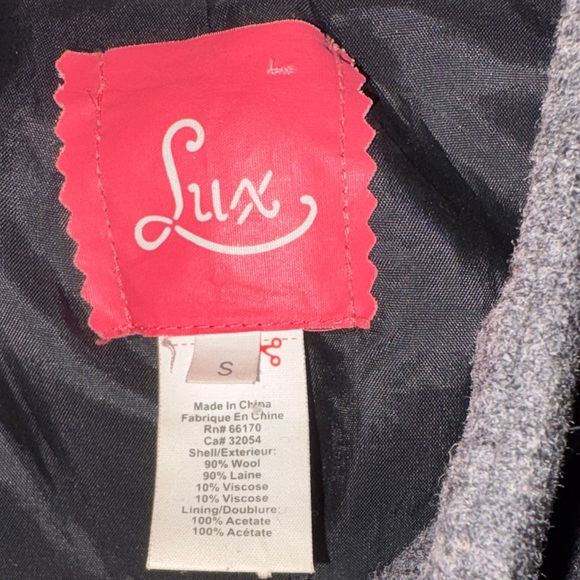 Lux
S
Made In China
Fabrique En Chine
Rn# 66170
Ca# 32054
Shell/Exterieur:
90% Wool
90% Laine
10% Viscose
10% Viscose
Lining/Doublure:
100% Acetate
100% Acétate